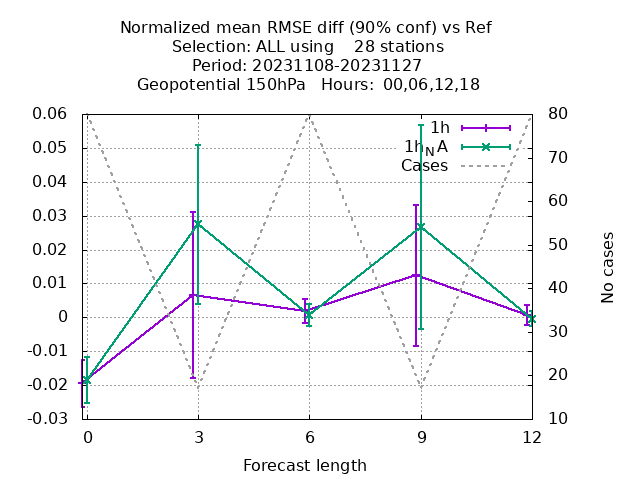 Normalized mean RMSE diff (90% conf) vs Ref
Selection: ALL using    28 stations
Period: 20231108-20231127
Geopotential 150hPa   Hours:  00,06,12,18
0.06
0.05
0.04
0.03
0.02
0.01
0
-0.01
-0.02
-0.03
1h
1h_N A
Cases
80
70
60
50
40
30
20
10
No cases
0 3 6 9 12
Forecast length